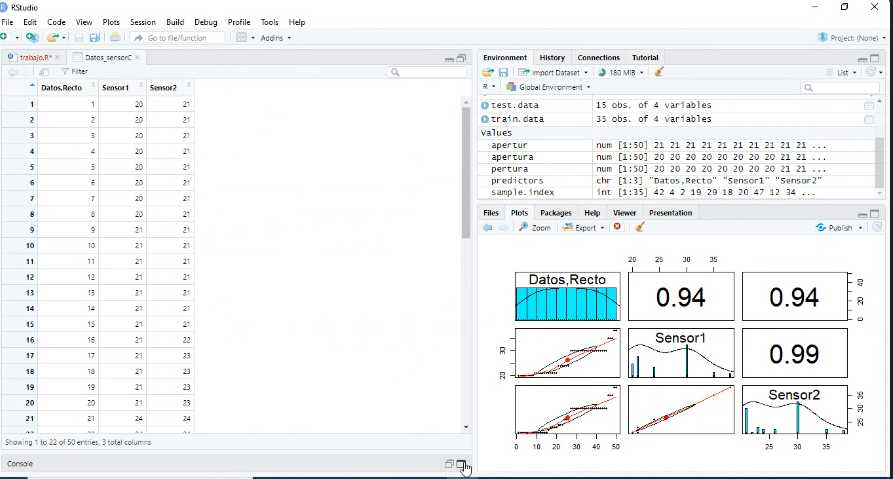 RStudio
File Edit Code View Plots Session Build Debug Profile Tools Help
Go to file/function Addins Project: (None)
trabajo.R* Datos_sensorC
Filter
Datos.Recto Sensor1 Sensor2
1 1 20 21
2 2 20 21
3 3 20 21
4 4 20 21
5 5 20 21
6 6 20 21
7 7 20 21
8 8 20 21
9 9 21 21
10 10 21 21
11 11 21 21
12 12 21 21
13 13 21 21
14 14 21 21
15 15 21 21
16 16 21 22
17 17 21 23
18 18 21 23
19 19 21 23
20 20 21 23
21 21 24 24
Showing 1 to 22 of 50 entries, 3 total columns
Console
Environment History Connections Tutorial
Import Dataset 180 MiB List
R Global Environment
test.data 15 obs. of 4 variables
train.data 35 obs. of 4 variables
values
apertur num [1:50] 21 21 21 21 21 21 21 21 21 21 ...
apertura num [1:50] 20 20 20 20 20 20 20 20 21 21 ...
pertura num [1:50] 20 20 20 20 20 20 20 20 21 21 ...
predictors chr [1:3] "Datos,Recto" "Sensor1" "Sensor2"
sample.index int [1:35] 42 4 2 19 29 18 20 47 12 34 ...
Files Plots Packages Help Viewer Presentation
Zoom Export Publish
20 25 30 35
Datos,Recto 0.94 0.94
0 20 40
Sensor1 0.99
20 30
Sensor2
25 30 35
0 10 20 30 40 50
25 30 35